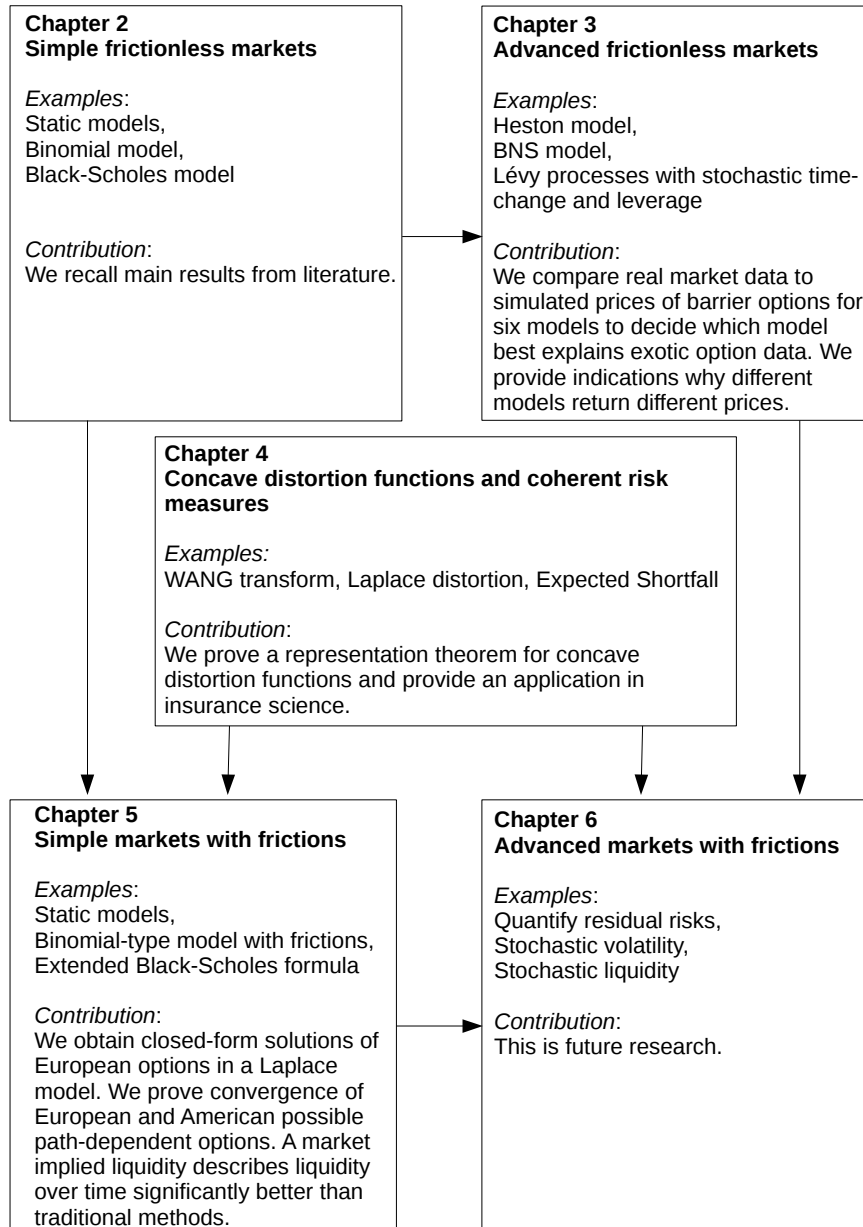 Chapter 2
Simple frictionless markets
Examples:
Static models,
Binomial model,
Black-Scholes model
Contribution:
We recall main results from literature.
Chapter 3
Advanced frictionless markets
Examples:
Heston model,
BNS model,
Lévy processes with stochastic time-
change and leverage
Contribution:
We compare real market data to
simulated prices of barrier options for
six models to decide which model
best explains exotic option data. We
provide indications why different
models return different prices.
Chapter 4
Concave distortion functions and coherent risk
measures
Examples:
WANG transform, Laplace distortion, Expected Shortfall
Contribution:
We prove a representation theorem for concave
distortion functions and provide an application in
insurance science.
Chapter 5
Simple markets with frictions
Examples:
Static models,
Binomial-type model with frictions,
Extended Black-Scholes formula
Contribution:
We obtain closed-form solutions of
European options in a Laplace
model. We prove convergence of
European and American possible
path-dependent options. A market
implied liquidity describes liquidity
over time significantly better than
traditional methods.
Chapter 6
Advanced markets with frictions
Examples:
Quantify residual risks,
Stochastic volatility,
Stochastic liquidity
Contribution:
This is future research.